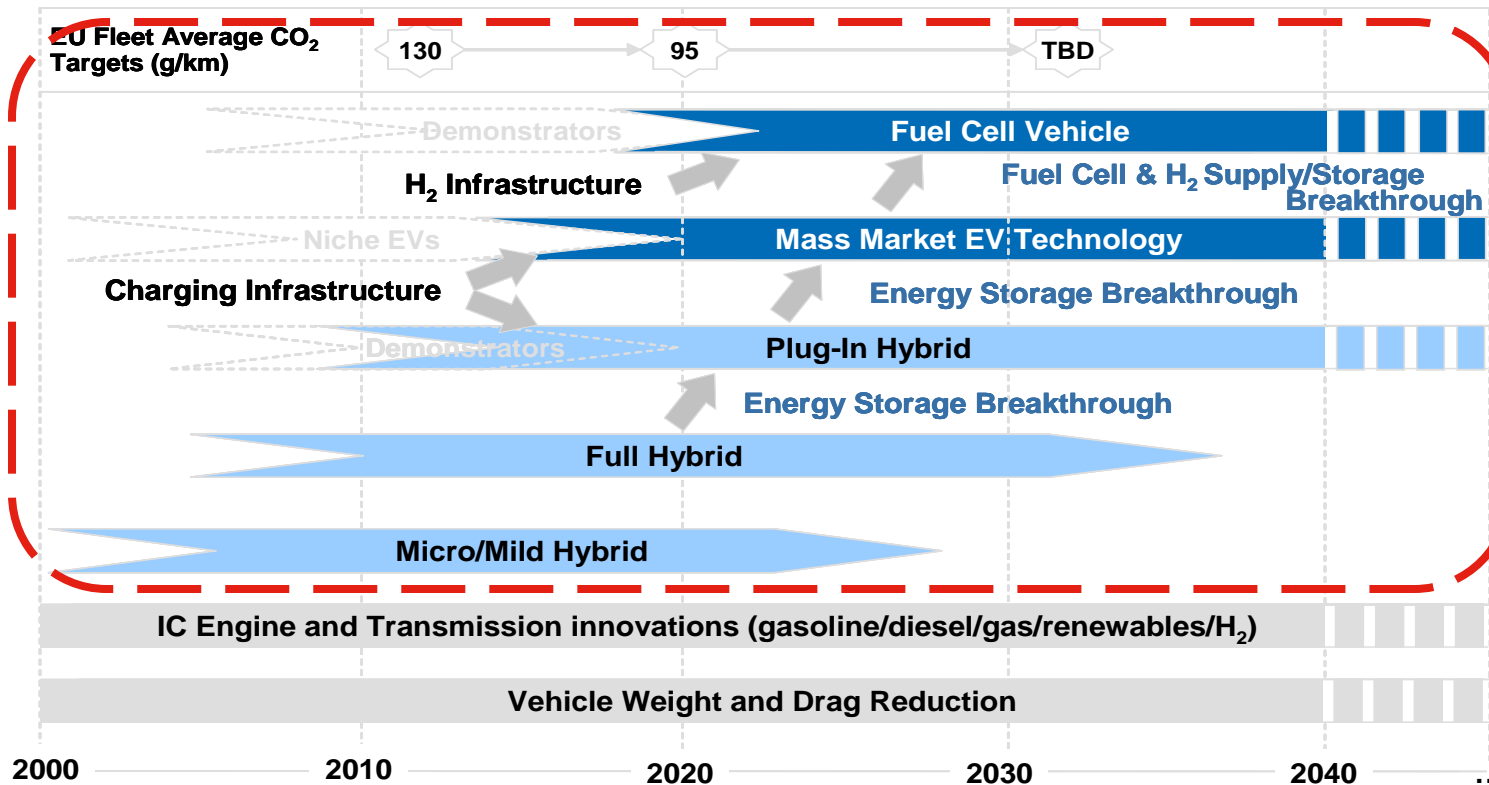 EU Fleet Average CO₂
Targets (g/km)
130
95
TBD
Demonstrators
Fuel Cell Vehicle
H₂ Infrastructure
Fuel Cell & H₂ Supply/Storage
Breakthrough
Niche EVs
Mass Market EV Technology
Charging Infrastructure
Energy Storage Breakthrough
Demonstrators
Plug-In Hybrid
Energy Storage Breakthrough
Full Hybrid
Micro/Mild Hybrid
IC Engine and Transmission innovations (gasoline/diesel/gas/renewables/H₂)
Vehicle Weight and Drag Reduction
2000
2010
2020
2030
2040
..